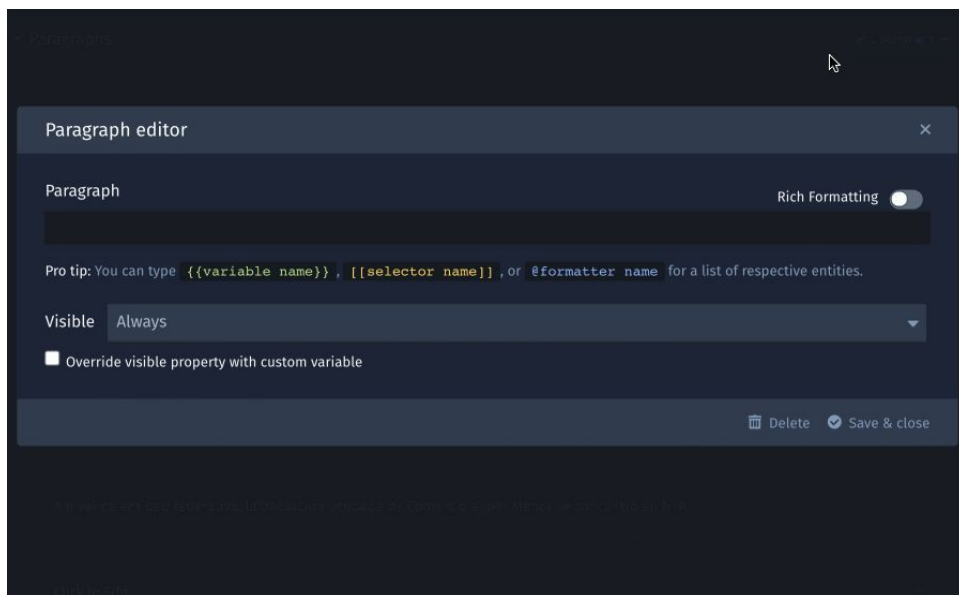 Paragraphs
Paragraph editor
Paragraph
Rich Formatting
Pro tip: You can type {{variable name}} , [[selector name]] , or @formatter name for a list of respective entities.
Visible Always
Override visible property with custom variable
Delete Save & close